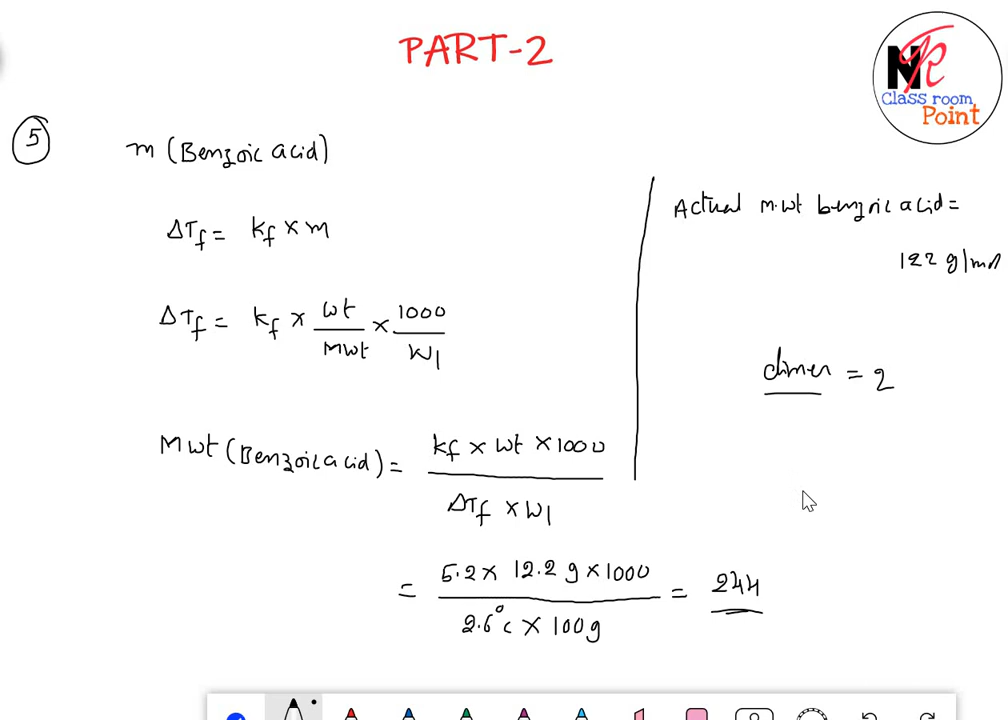 PART-2
NR
Class room
Point
5
m (Benzoic acid)
ΔTf = kf × m
ΔTf = kf × wt/Mwt × 1000/W1
Mwt (Benzoic acid) = kf × wt × 1000 / ΔTf × W1
= 5.2 × 12.2 g × 1000 / 2.6°c × 100g = 244
Actual m.wt benzoic acid =
122 g/mol
dimer = 2